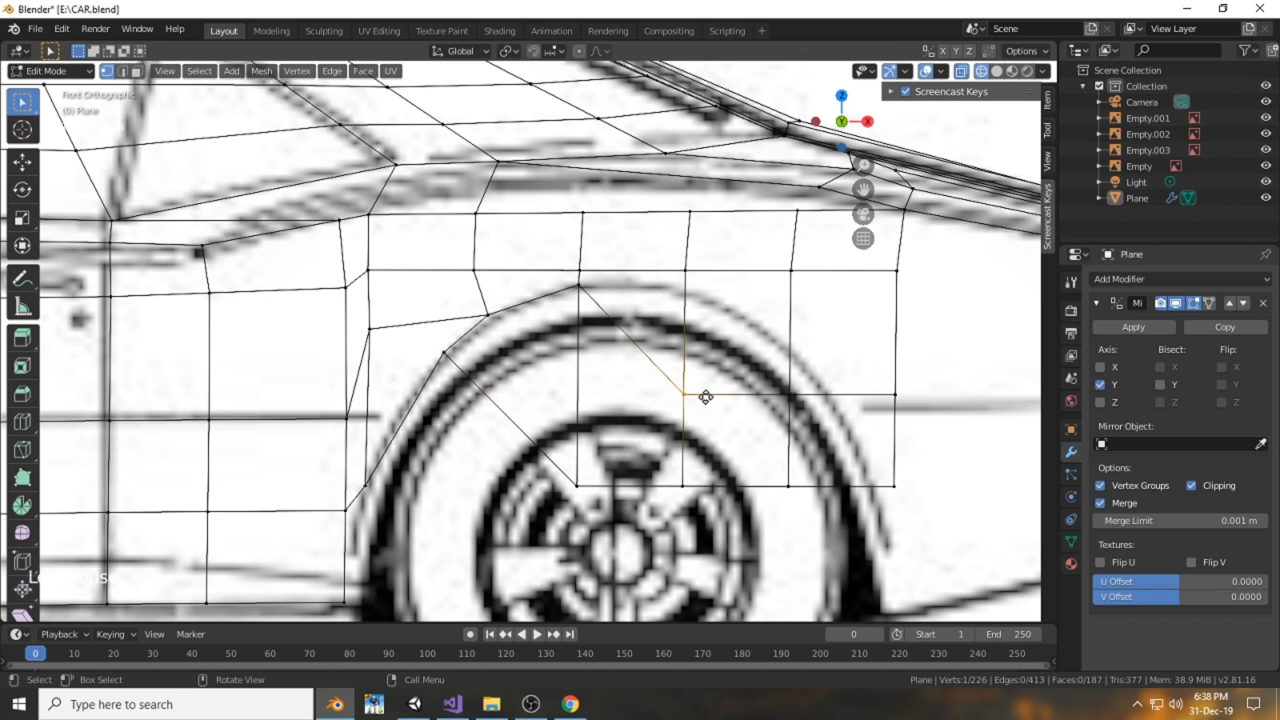 Blender* [E:\CAR.blend]
File Edit Render Window Help Layout Modeling Sculpting UV Editing Texture Paint Shading Animation Rendering Compositing Scripting + Scene View Layer
Global X Y Z Options
Edit Mode View Select Add Mesh Vertex Edge Face UV
Front Orthographic
(0) Plane
Screencast Keys
Z
Y X
Item
Tool
View
Screencast Keys
Scene Collection
Collection
Camera
Empty.001
Empty.002
Empty.003
Empty
Light
Plane
Plane
Add Modifier
Mi
Apply Copy
Axis: Bisect: Flip:
X X X
Y Y Y
Z Z Z
Mirror Object:
Options:
Vertex Groups Clipping
Merge
Merge Limit 0.001 m
Textures:
Flip U Flip V
U Offset 0.0000
V Offset 0.0000
Playback Keying View Marker 0 Start 1 End 250
0 10 20 30 40 50 60 70 80 90 100 110 120 130 140 150 160 170 180 190 200 210 220 230 240 250
Select Box Select Rotate View Call Menu Plane | Verts:1/226 | Edges:0/413 | Faces:0/187 | Tris:377 | Mem: 38.9 MiB | v2.81.16
Type here to search
6:38 PM
31-Dec-19